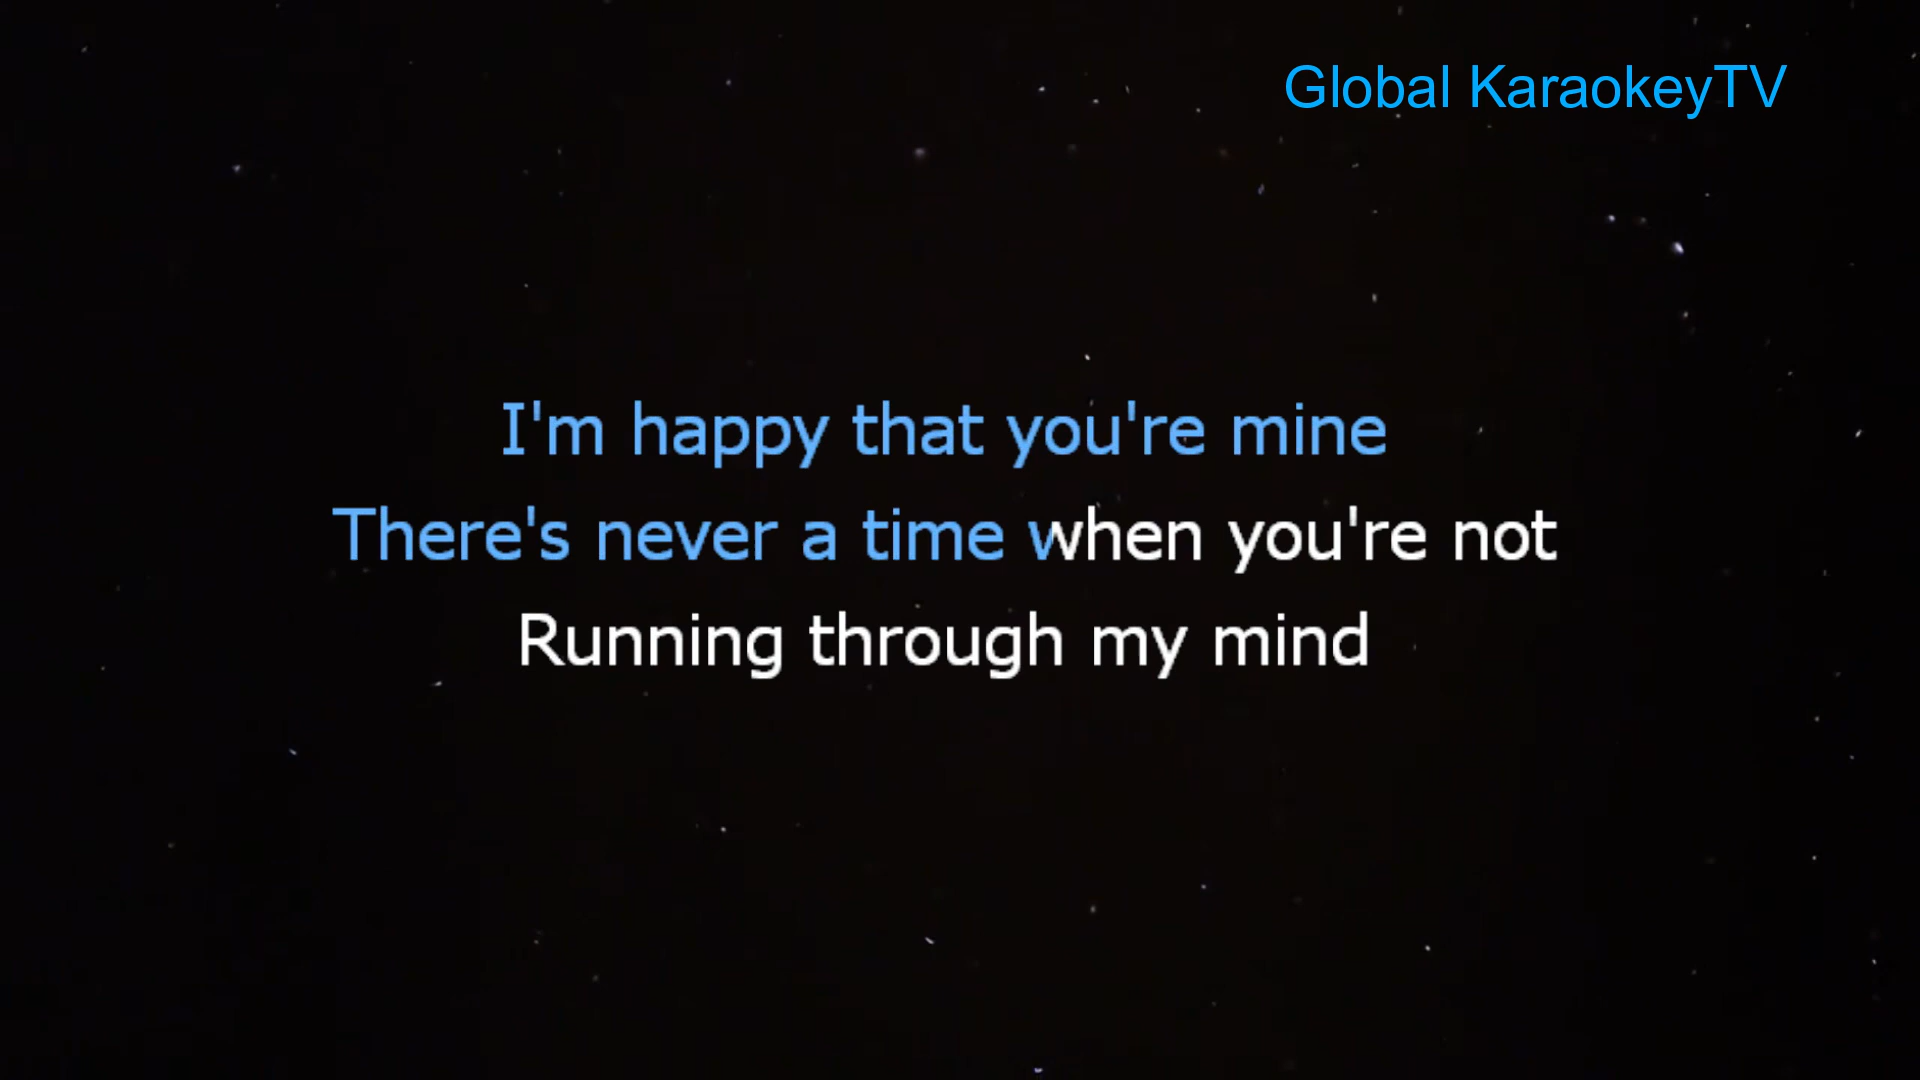 Global KaraokeyTV
I'm happy that you're mine
There's never a time when you're not
Running through my mind